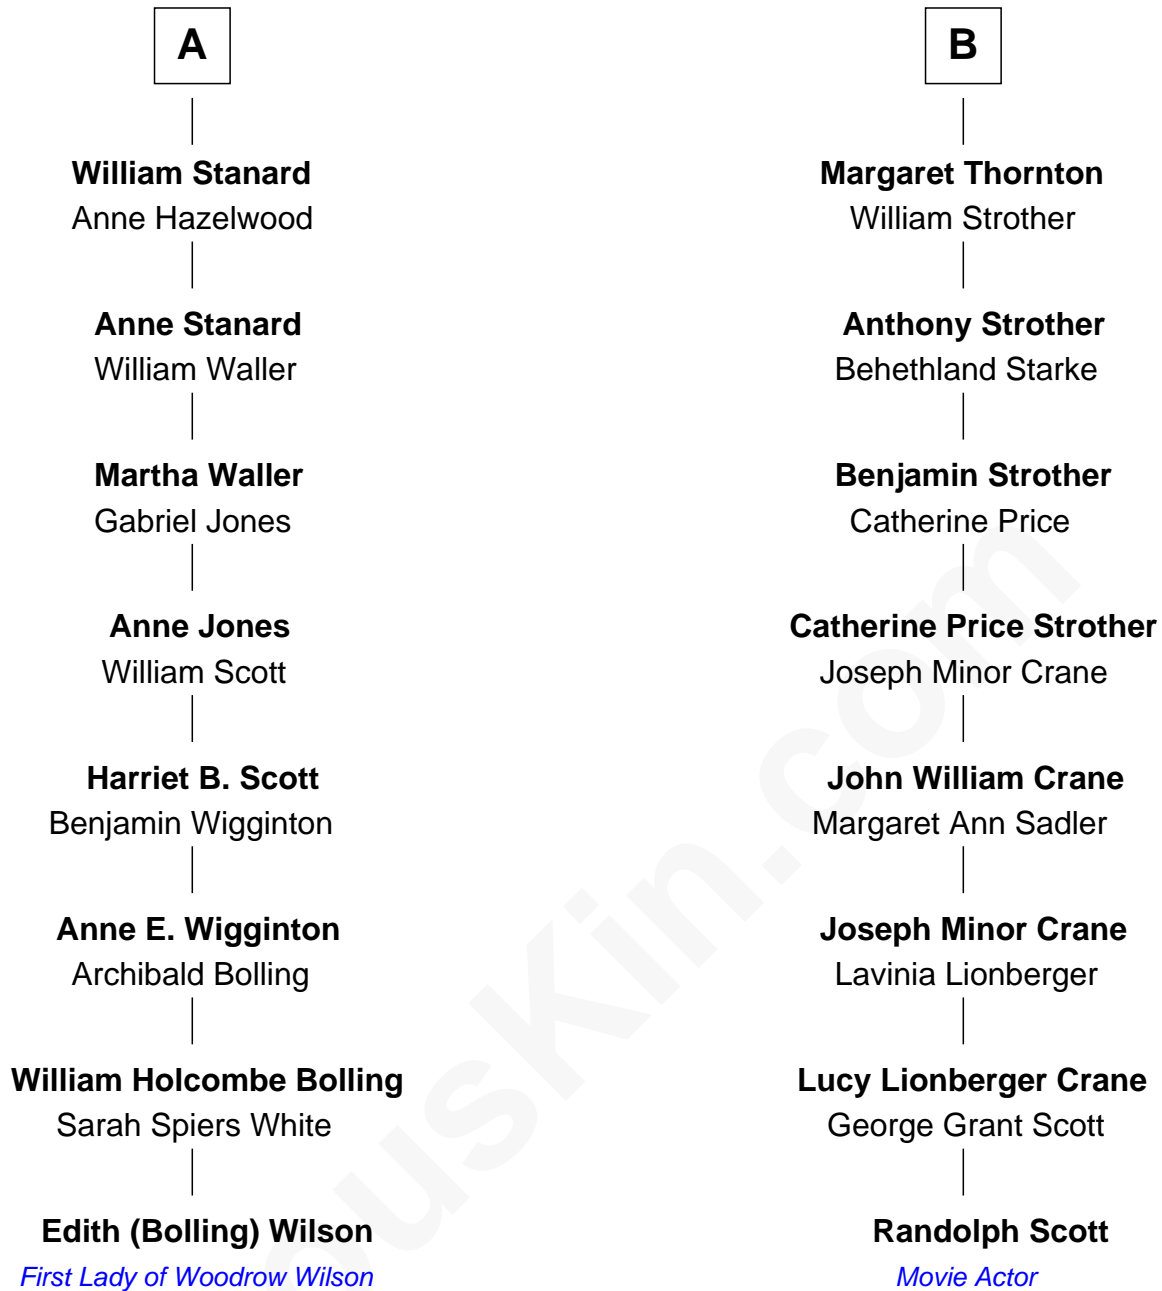 A
William Stanard
Anne Hazelwood
Anne Stanard
William Waller
Martha Waller
Gabriel Jones
Anne Jones
William Scott
Harriet B. Scott
Benjamin Wigginton
Anne E. Wigginton
Archibald Bolling
William Holcombe Bolling
Sarah Spiers White
Edith (Bolling) Wilson
First Lady of Woodrow Wilson
B
Margaret Thornton
William Strother
Anthony Strother
Behethland Starke
Benjamin Strother
Catherine Price
Catherine Price Strother
Joseph Minor Crane
John William Crane
Margaret Ann Sadler
Joseph Minor Crane
Lavinia Lionberger
Lucy Lionberger Crane
George Grant Scott
Randolph Scott
Movie Actor
ousKin.com